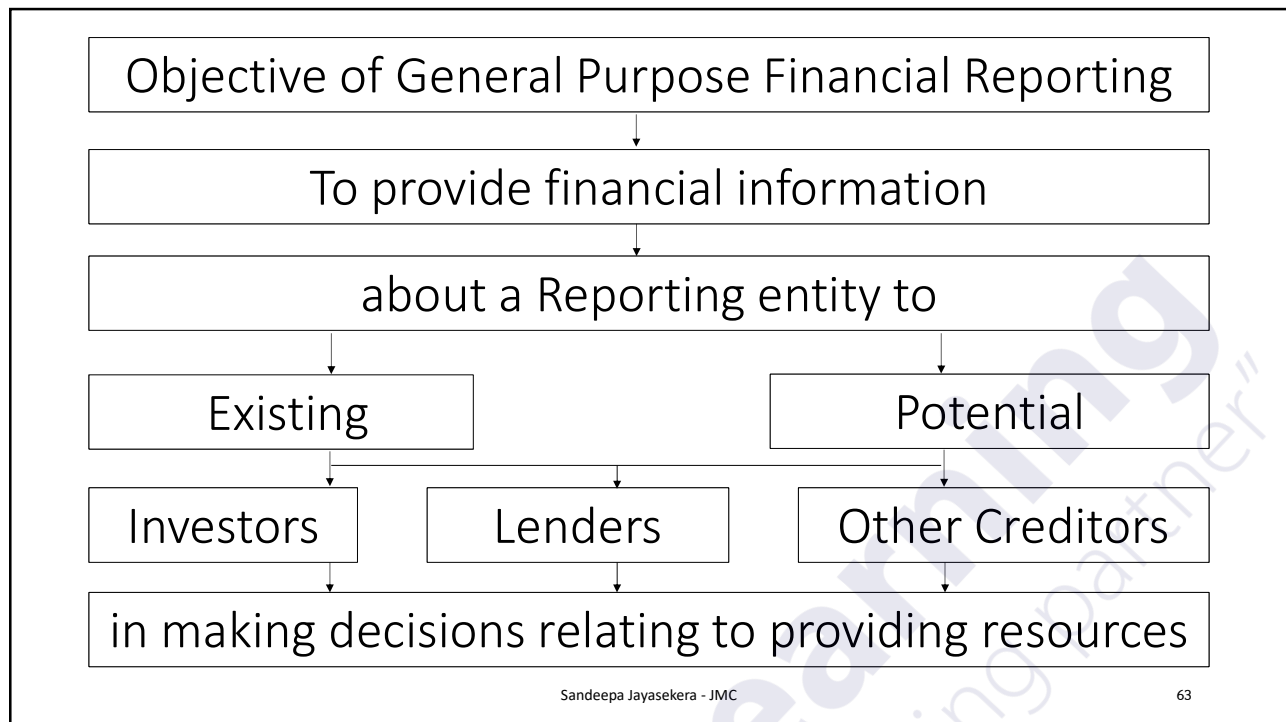 Objective of General Purpose Financial Reporting
To provide financial information
about a Reporting entity to
Existing
Potential
Investors
Lenders
Other Creditors
in making decisions relating to providing resources
Sandeepa Jayasekera - JMC
63